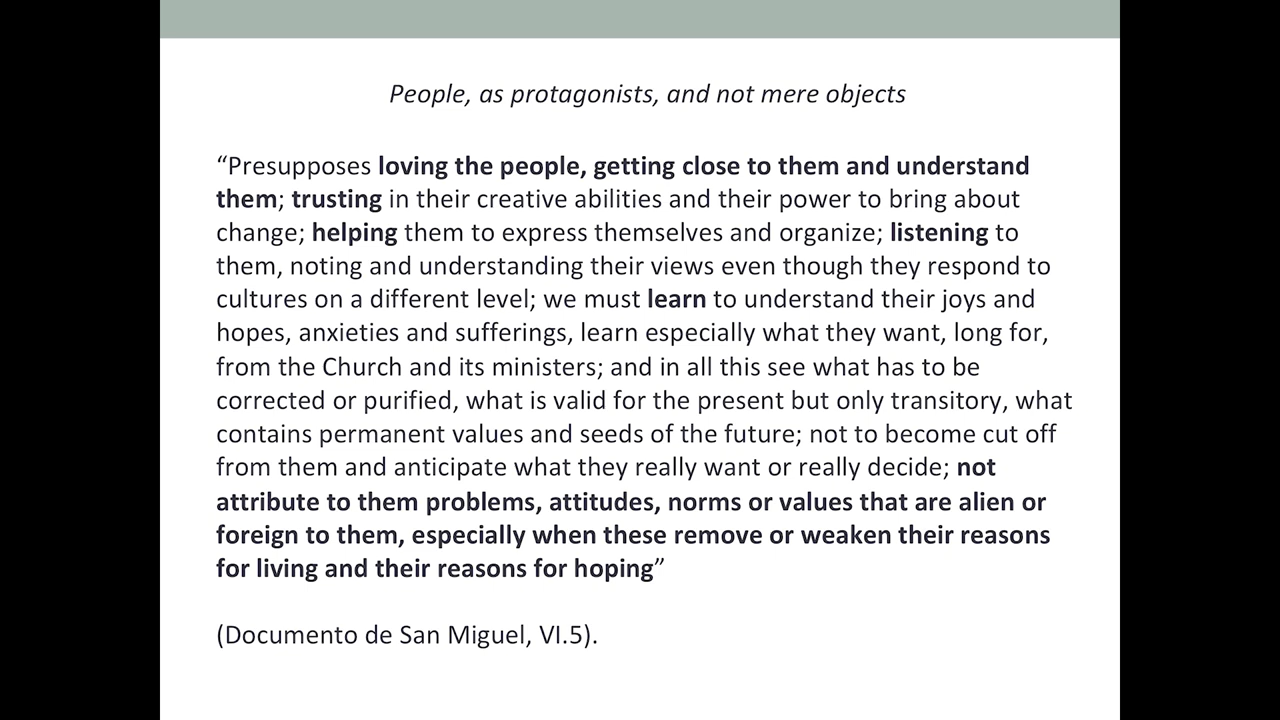 People, as protagonists, and not mere objects
“Presupposes loving the people, getting close to them and understand
them; trusting in their creative abilities and their power to bring about
change; helping them to express themselves and organize; listening to
them, noting and understanding their views even though they respond to
cultures on a different level; we must learn to understand their joys and
hopes, anxieties and sufferings, learn especially what they want, long for,
from the Church and its ministers; and in all this see what has to be
corrected or purified, what is valid for the present but only transitory, what
contains permanent values and seeds of the future; not to become cut off
from them and anticipate what they really want or really decide; not
attribute to them problems, attitudes, norms or values that are alien or
foreign to them, especially when these remove or weaken their reasons
for living and their reasons for hoping”
(Documento de San Miguel, VI.5).